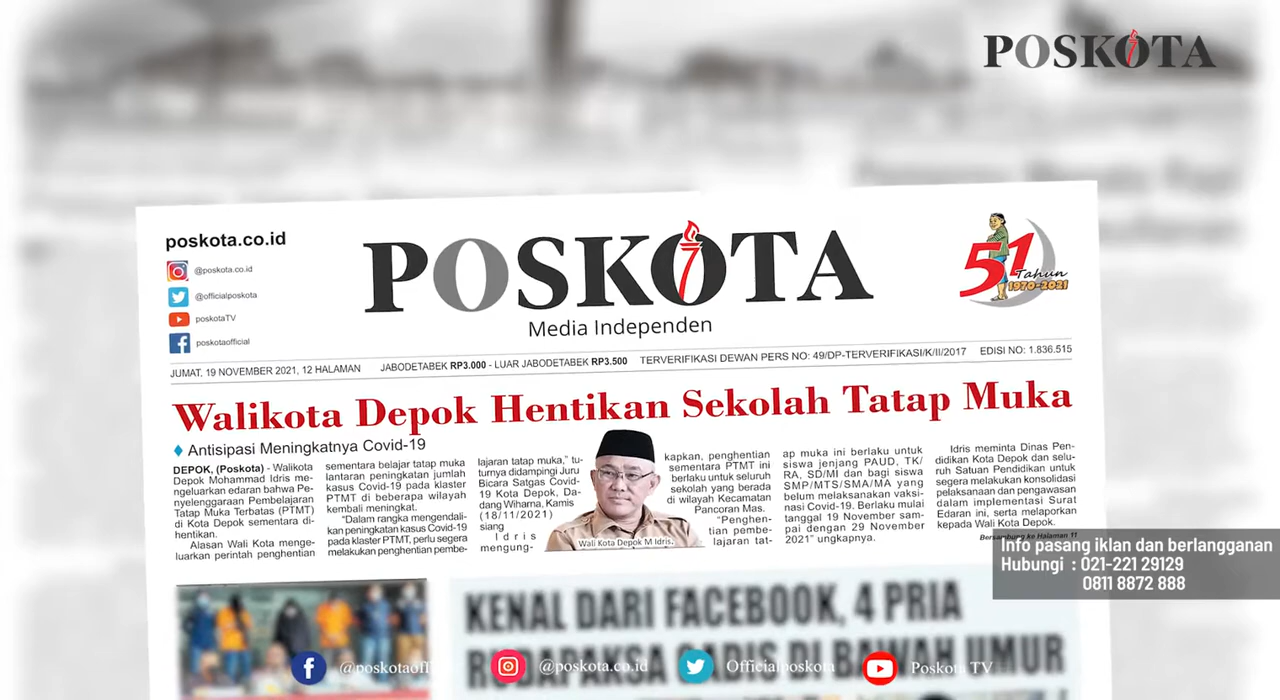 POSKOTA
poskota.co.id
@poskota.co.id
@officialposkota
poskotaTV
poskotaofficial
POSKOTA
Media Independen
51
Tahun
1970-2021
JUMAT, 19 NOVEMBER 2021, 12 HALAMAN
JABODETABEK RP3.000 - LUAR JABODETABEK RP3.500
TERVERIFIKASI DEWAN PERS NO: 49/DP-TERVERIFIKASI/K/II/2017
EDISI NO: 1.836.515
Walikota Depok Hentikan Sekolah Tatap Muka
Antisipasi Meningkatnya Covid-19
DEPOK, (Poskota) - Walikota
Depok Mohammad Idris me-
ngeluarkan edaran bahwa Pe-
nyelenggaraan Pembelajaran
Tatap Muka Terbatas (PTMT)
di Kota Depok sementara di-
hentikan.
Alasan Wali Kota menge-
luarkan perintah penghentian
sementara belajar tatap muka
lantaran peningkatan jumlah
kasus Covid-19 pada klaster
PTMT di beberapa wilayah
kembali meningkat.
"Dalam rangka mengendali-
kan peningkatan kasus Covid-19
pada klaster PTMT, perlu segera
melakukan penghentian pembe-
lajaran tatap muka," tu-
turnya didampingi Juru
Bicara Satgas Covid-
19 Kota Depok, Da-
dang Wiharna, Kamis
(18/11/2021)
siang
Idris
mengung-
Wali Kota Depok M Idris.
kapkan, penghentian
sementara PTMT ini
berlaku untuk seluruh
sekolah yang berada
di wilayah Kecamatan
Pancoran Mas.
"Penghen-
tian pembe-
lajaran tat-
ap muka ini berlaku untuk
siswa jenjang PAUD, TK/
RA, SD/MI dan bagi siswa
SMP/MTS/SMA/MA yang
belum melaksanakan vaksi-
nasi Covid-19. Berlaku mulai
tanggal 19 November sam-
pai dengan 29 November
2021" ungkapnya.
Idris meminta Dinas Pen-
didikan Kota Depok dan selu-
ruh Satuan Pendidikan untuk
segera melakukan konsolidasi
pelaksanaan dan pengawasan
dalam implementasi Surat
Edaran ini, serta melaporkan
kepada Wali Kota Depok.
Bersambung ke Halaman 11
Info pasang iklan dan berlangganan
Hubungi : 021-221 29129
0811 8872 888
KENAL DARI FACEBOOK, 4 PRIA
RUDAPAKSA GADIS DI BAWAH UMUR
@poskotaoff
@poskota.co.id
Officialposkota
Poskota TV